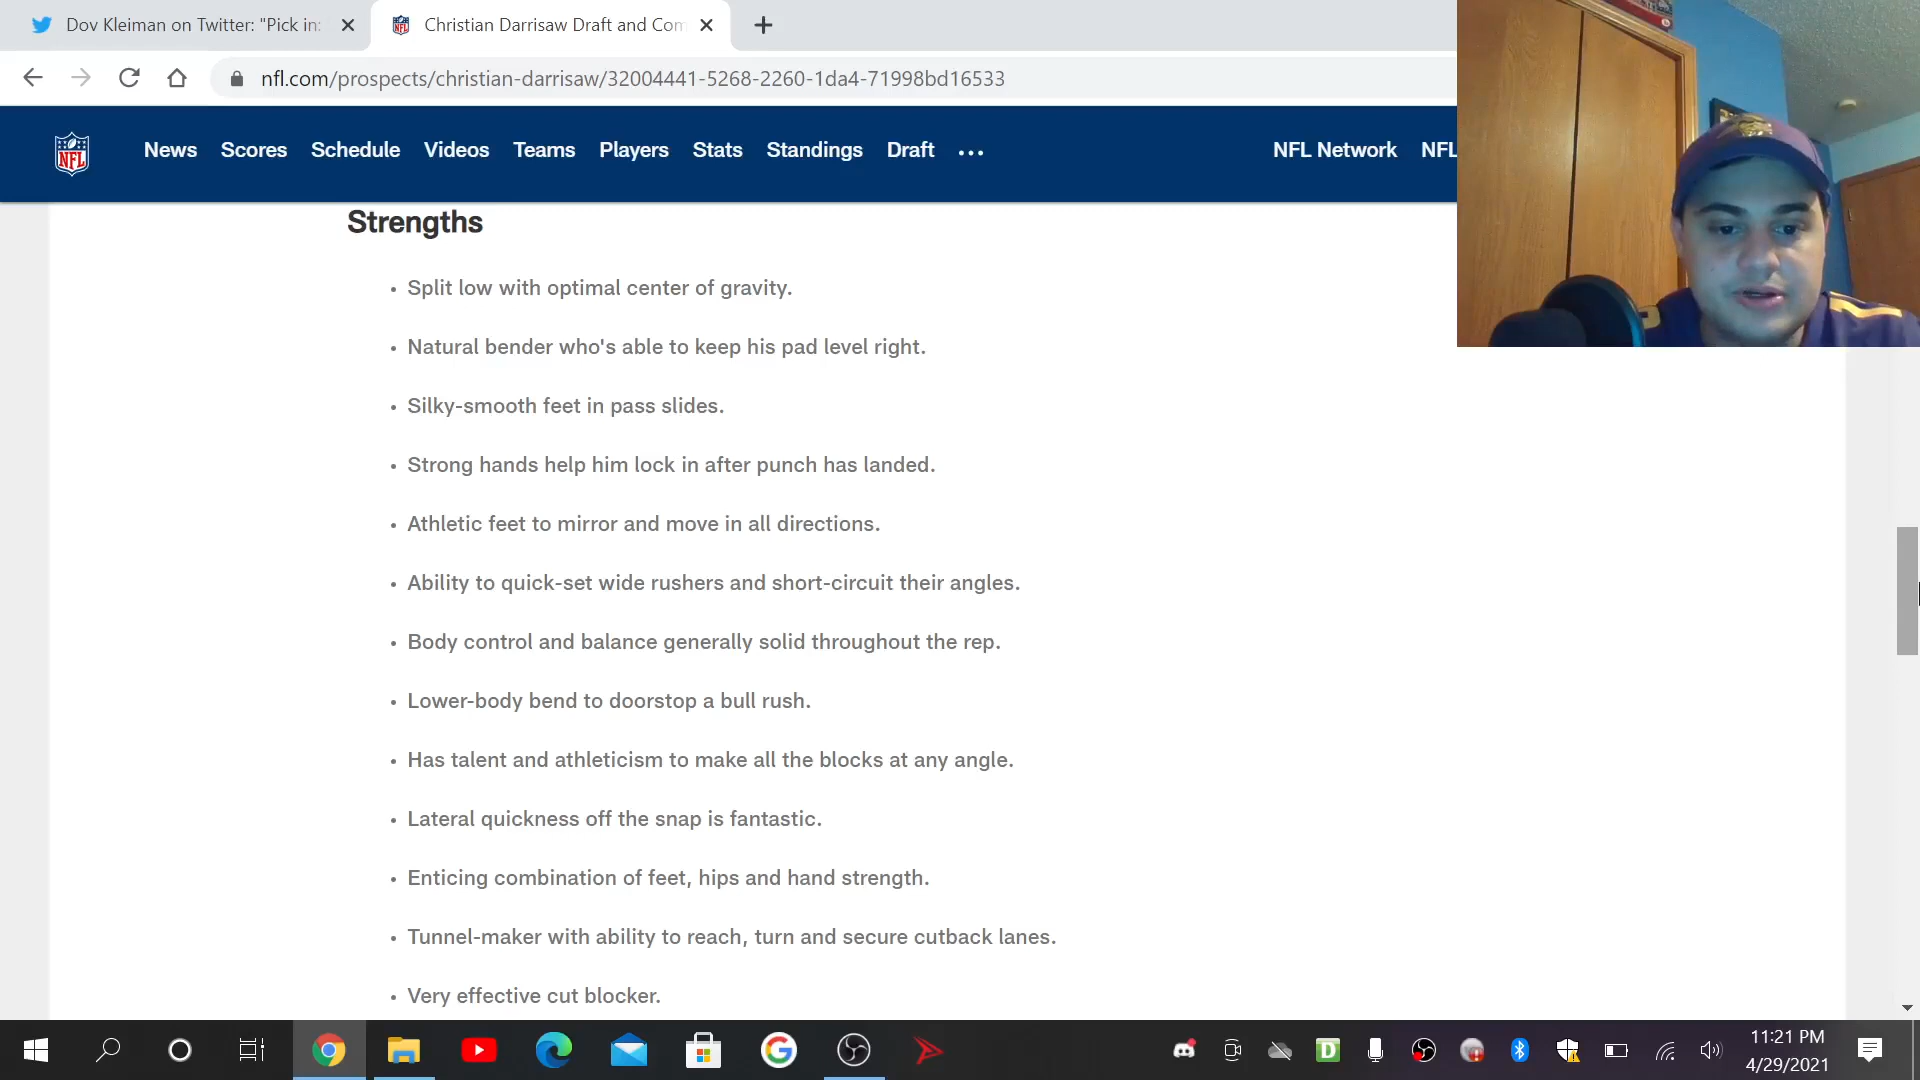 Dov Kleiman on Twitter: "Pick in:
Christian Darrisaw Draft and Com
nfl.com/prospects/christian-darrisaw/32004441-5268-2260-1da4-71998bd16533
NFL
News
Scores
Schedule
Videos
Teams
Players
Stats
Standings
Draft
...
NFL Network
NFL
Strengths
• Split low with optimal center of gravity.
• Natural bender who's able to keep his pad level right.
• Silky-smooth feet in pass slides.
• Strong hands help him lock in after punch has landed.
• Athletic feet to mirror and move in all directions.
• Ability to quick-set wide rushers and short-circuit their angles.
• Body control and balance generally solid throughout the rep.
• Lower-body bend to doorstop a bull rush.
• Has talent and athleticism to make all the blocks at any angle.
• Lateral quickness off the snap is fantastic.
• Enticing combination of feet, hips and hand strength.
• Tunnel-maker with ability to reach, turn and secure cutback lanes.
• Very effective cut blocker.
D
11:21 PM
4/29/2021